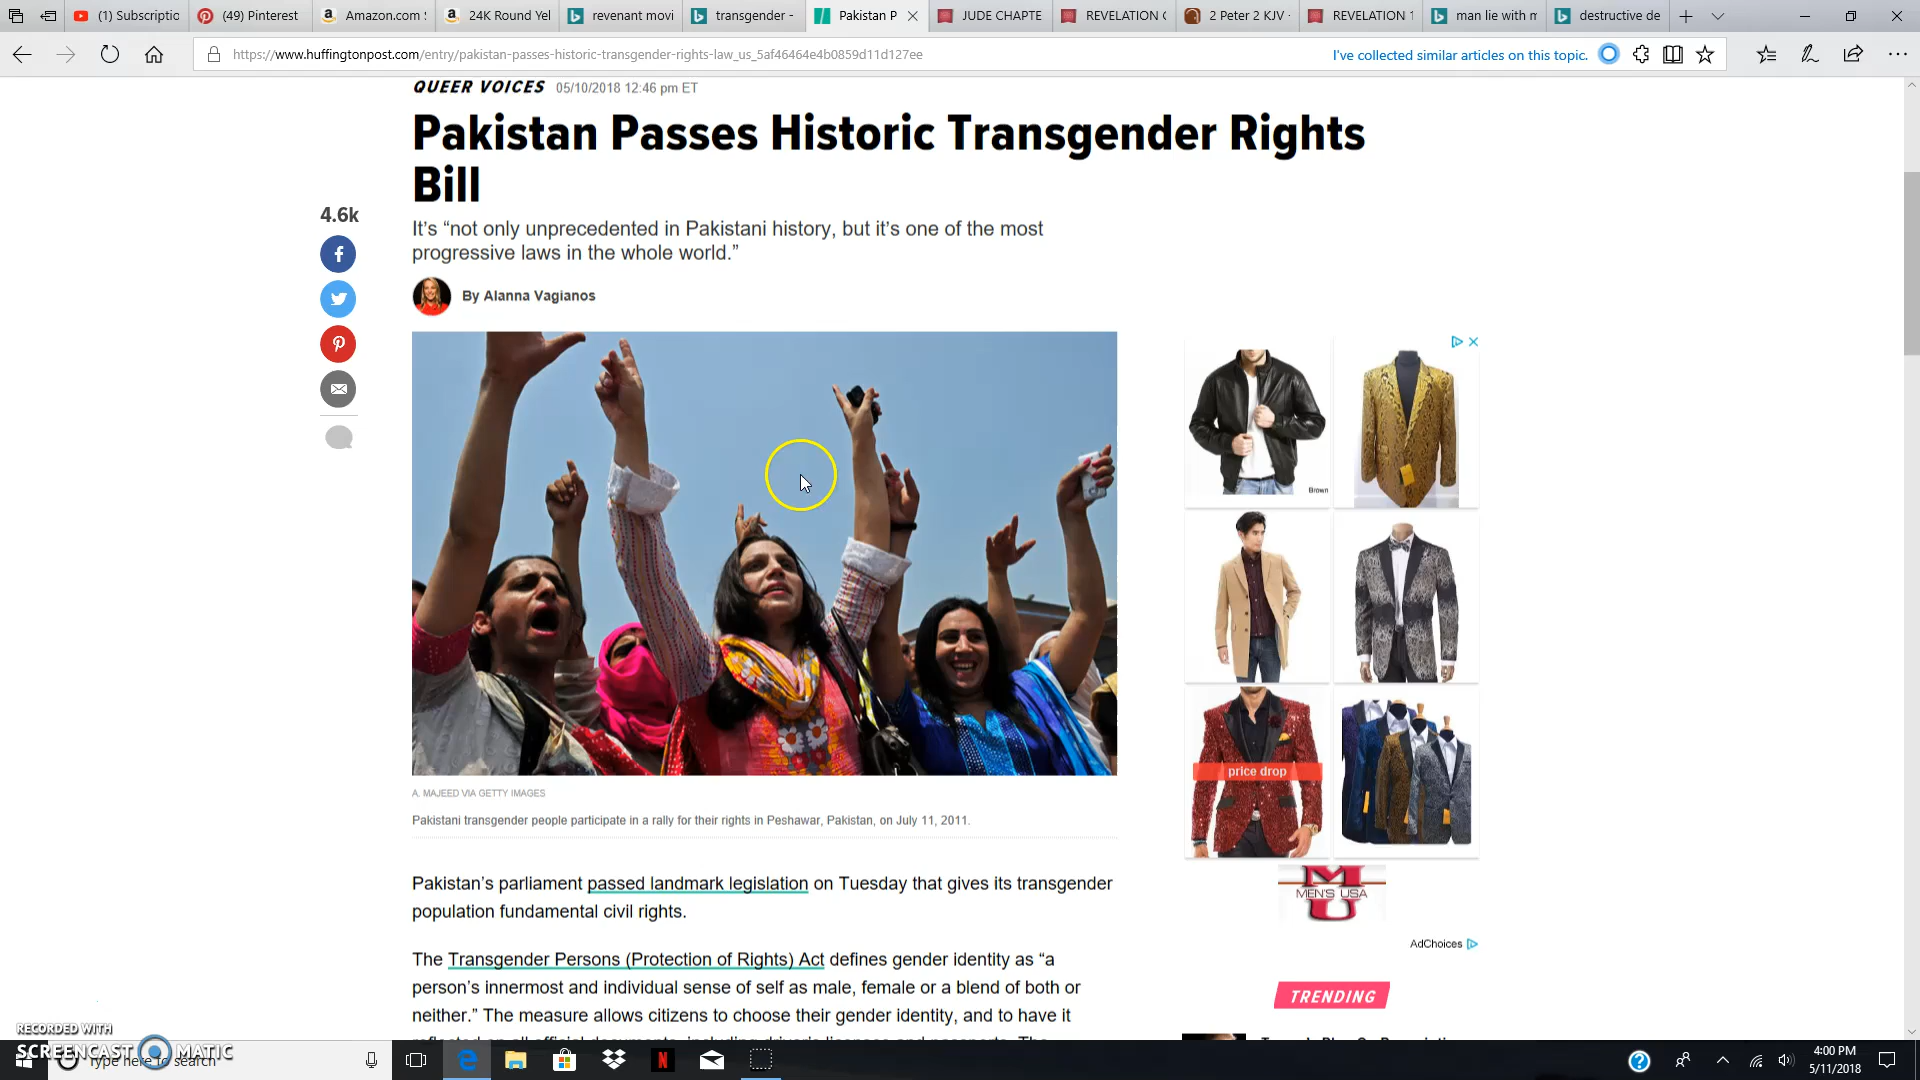 (1) Subscriptio
(49) Pinterest
Amazon.com S
24K Round Yel
revenant movi
transgender -
Pakistan P
JUDE CHAPTE
REVELATION C
2 Peter 2 KJV -
REVELATION 1
man lie with m
destructive de
https://www.huffingtonpost.com/entry/pakistan-passes-historic-transgender-rights-law_us_5af46464e4b0859d11d127ee
I've collected similar articles on this topic.
QUEER VOICES 05/10/2018 12:46 pm ET
Pakistan Passes Historic Transgender Rights
Bill
4.6k
It's “not only unprecedented in Pakistani history, but it's one of the most
progressive laws in the whole world.”
By Alanna Vagianos
Brown
price drop
A. MAJEED VIA GETTY IMAGES
Pakistani transgender people participate in a rally for their rights in Peshawar, Pakistan, on July 11, 2011.
MEN'S USA
AdChoices
Pakistan's parliament passed landmark legislation on Tuesday that gives its transgender
population fundamental civil rights.
The Transgender Persons (Protection of Rights) Act defines gender identity as “a
person's innermost and individual sense of self as male, female or a blend of both or
neither.” The measure allows citizens to choose their gender identity, and to have it
TRENDING
RECORDED WITH
SCREENCAST MATIC
Type here to search
4:00 PM
5/11/2018